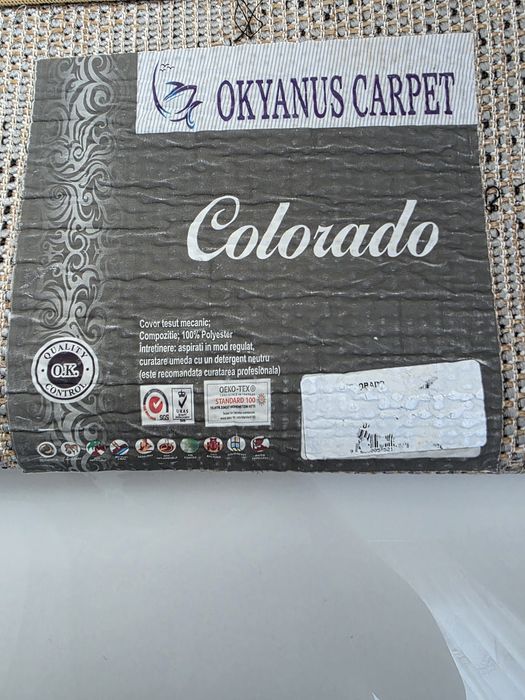 OKYANUS CARPET
Colorado
Covor tesut mecanic;
Compozitie; 100% Polyester
Intretinere: aspirati in mod regulat,
curatare umeda cu un detergent neutru
(este recomandata curatarea profesionala)
QUALITY
O.K.
CONTROL
SGS
UKAS
OEKO-TEX®
STANDARD 100